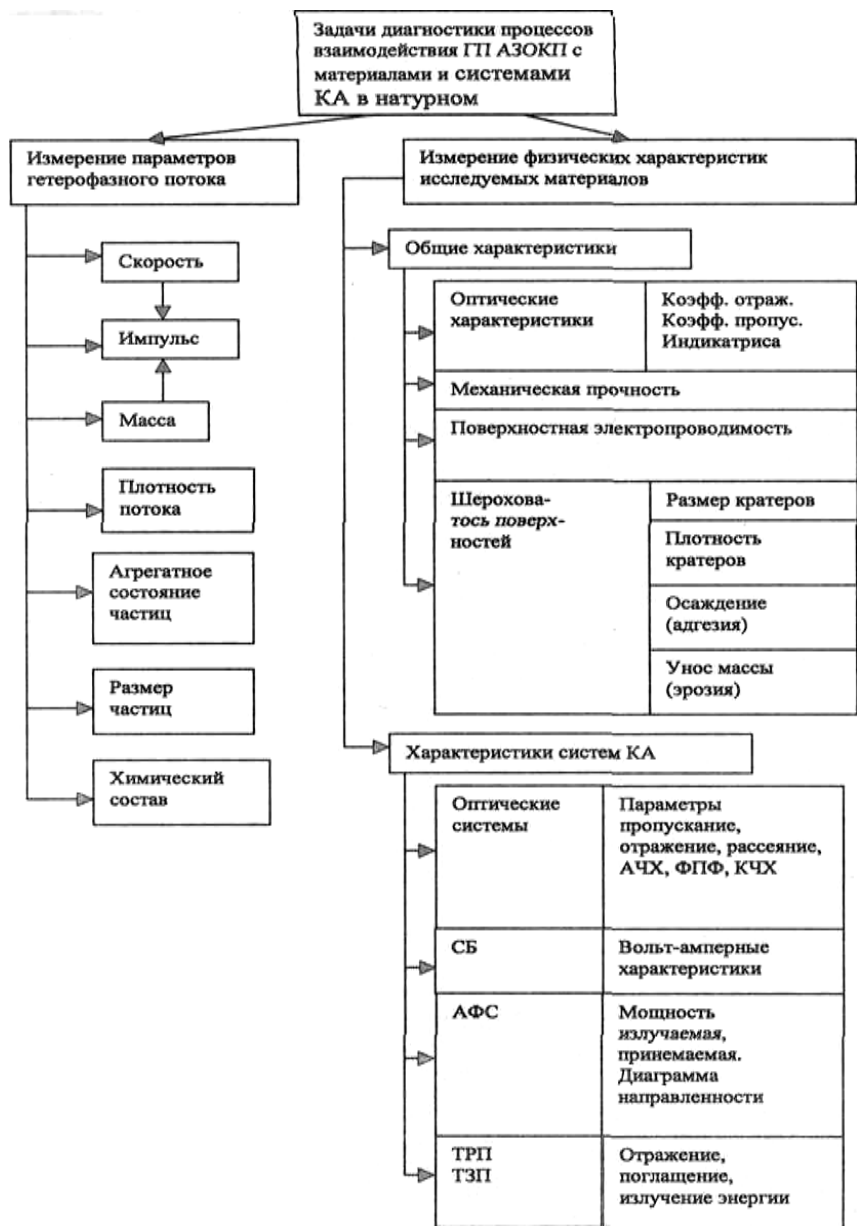 Задачи диагностики процессов
взаимодействия ГП АЗОКП с
материалами и системами
КА в натурном
Измерение параметров
гетерофазного потока
Скорость
Импульс
Масса
Плотность
потока
Агрегатное
состояние
частиц
Размер
частиц
Химический
состав
Измерение физических характеристик
исследуемых материалов
Общие характеристики
Оптические
характеристики
Коэфф. отраж.
Коэфф. пропус.
Индикатриса
Механическая прочность
Поверхностная электропроводимость
Шерохова-
тось поверх-
ностей
Размер кратеров
Плотность
кратеров
Осаждение
(адгезия)
Унос массы
(эрозия)
Характеристики систем КА
Оптические
системы
Параметры
пропускание,
отражение, рассеяние,
АЧХ, ФПФ, КЧХ
СБ
Вольт-амперные
характеристики
АФС
Мощность
излучаемая,
принемаемая.
Диаграмма
направленности
ТРП
ТЗП
Отражение,
поглащение,
излучение энергии